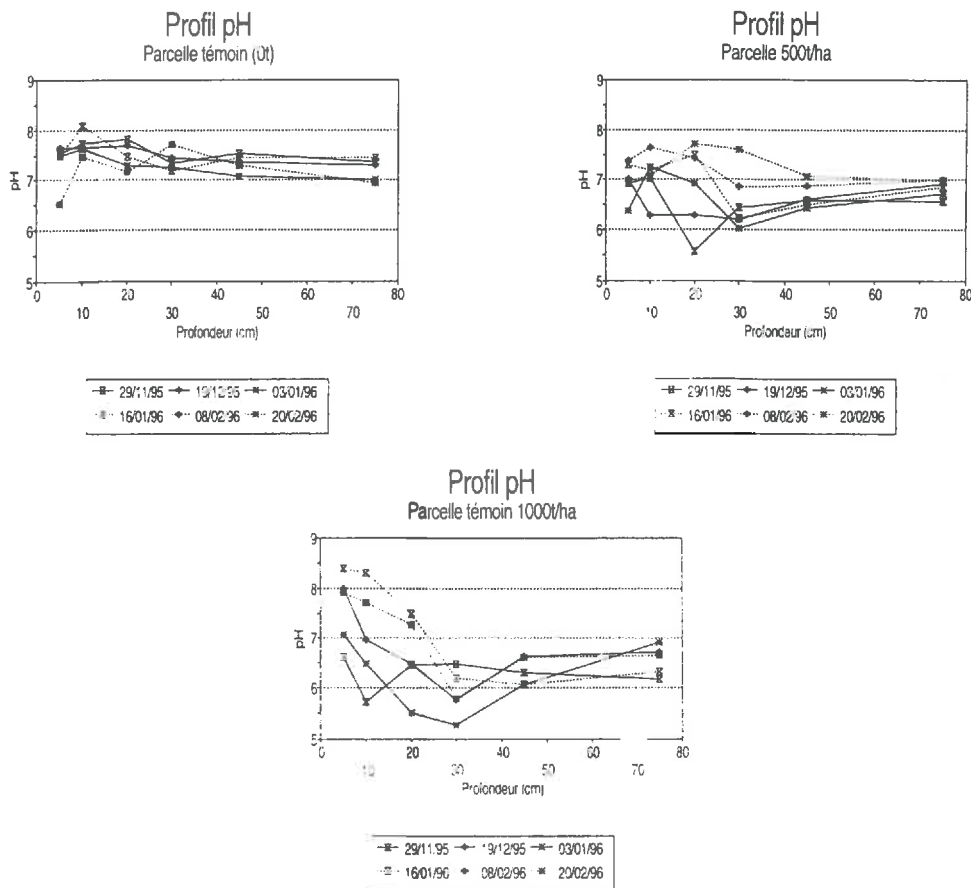 Profil pH
Parcelle témoin (0t)
9
8
7
6
5
pH
0 10 20 30 40 50 60 70 80
Profondeur (cm)
29/11/95 19/12/95 03/01/96
16/01/96 08/02/96 20/02/96
Profil pH
Parcelle 500t/ha
9
8
7
6
5
pH
0 10 20 30 40 50 60 70 80
Profondeur (cm)
29/11/95 19/12/95 03/01/96
16/01/96 08/02/96 20/02/96
Profil pH
Parcelle témoin 1000t/ha
9
8
7
6
5
pH
0 10 20 30 40 50 60 70 80
Profondeur (cm)
29/11/95 19/12/95 03/01/96
16/01/96 08/02/96 20/02/96